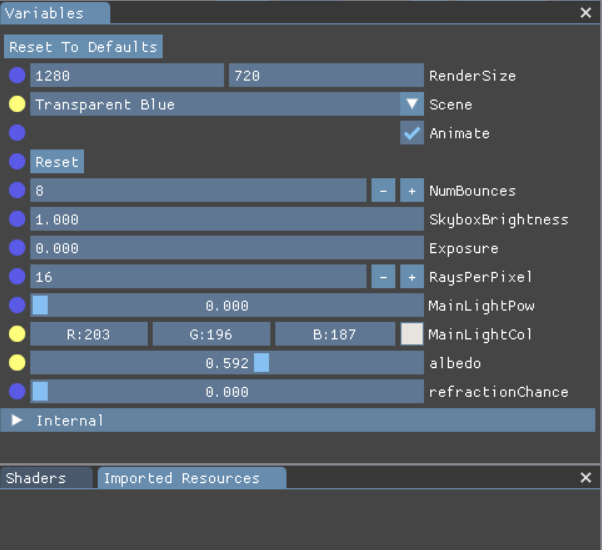 Variables
Reset To Defaults
1280 720 RenderSize
Transparent Blue Scene
Animate
Reset
8 - + NumBounces
1.000 SkyboxBrightness
0.000 Exposure
16 - + RaysPerPixel
0.000 MainLightPow
R:203 G:196 B:187 MainLightCol
0.592 albedo
0.000 refractionChance
Internal
Shaders Imported Resources